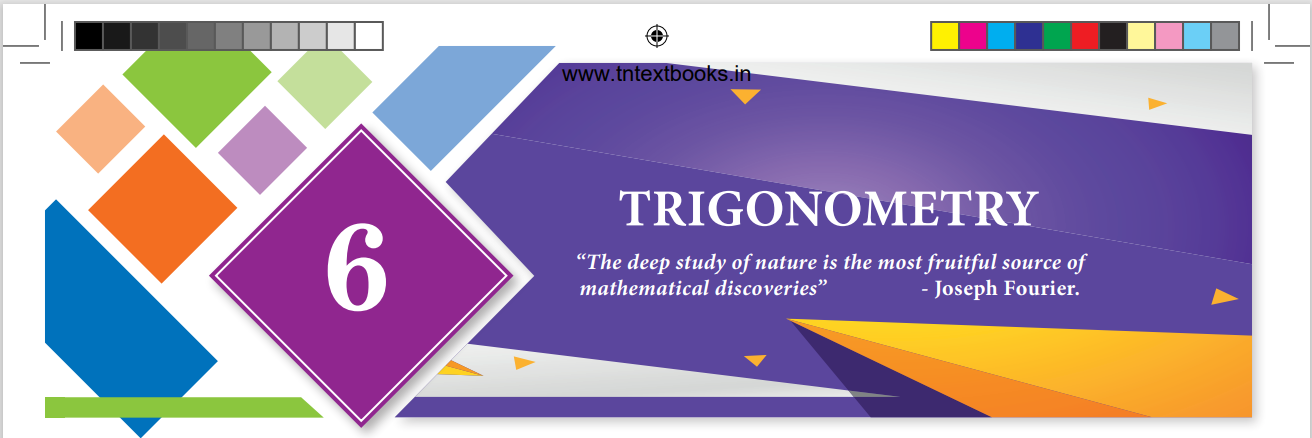 www.tntextbooks.in
6
TRIGONOMETRY
“The deep study of nature is the most fruitful source of
mathematical discoveries” - Joseph Fourier.